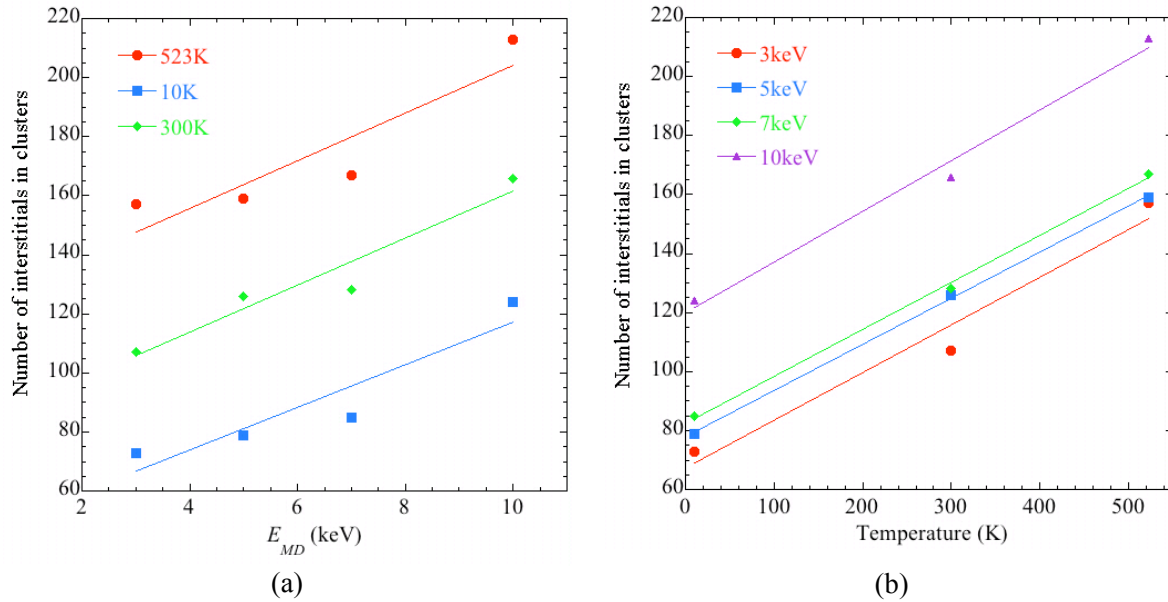 220
200
180
160
140
120
100
80
60
Number of interstitials in clusters
523K
10K
300K
2
4
6
8
10
E_MD (keV)
(a)
220
200
180
160
140
120
100
80
60
Number of interstitials in clusters
3keV
5keV
7keV
10keV
0
100
200
300
400
500
Temperature (K)
(b)